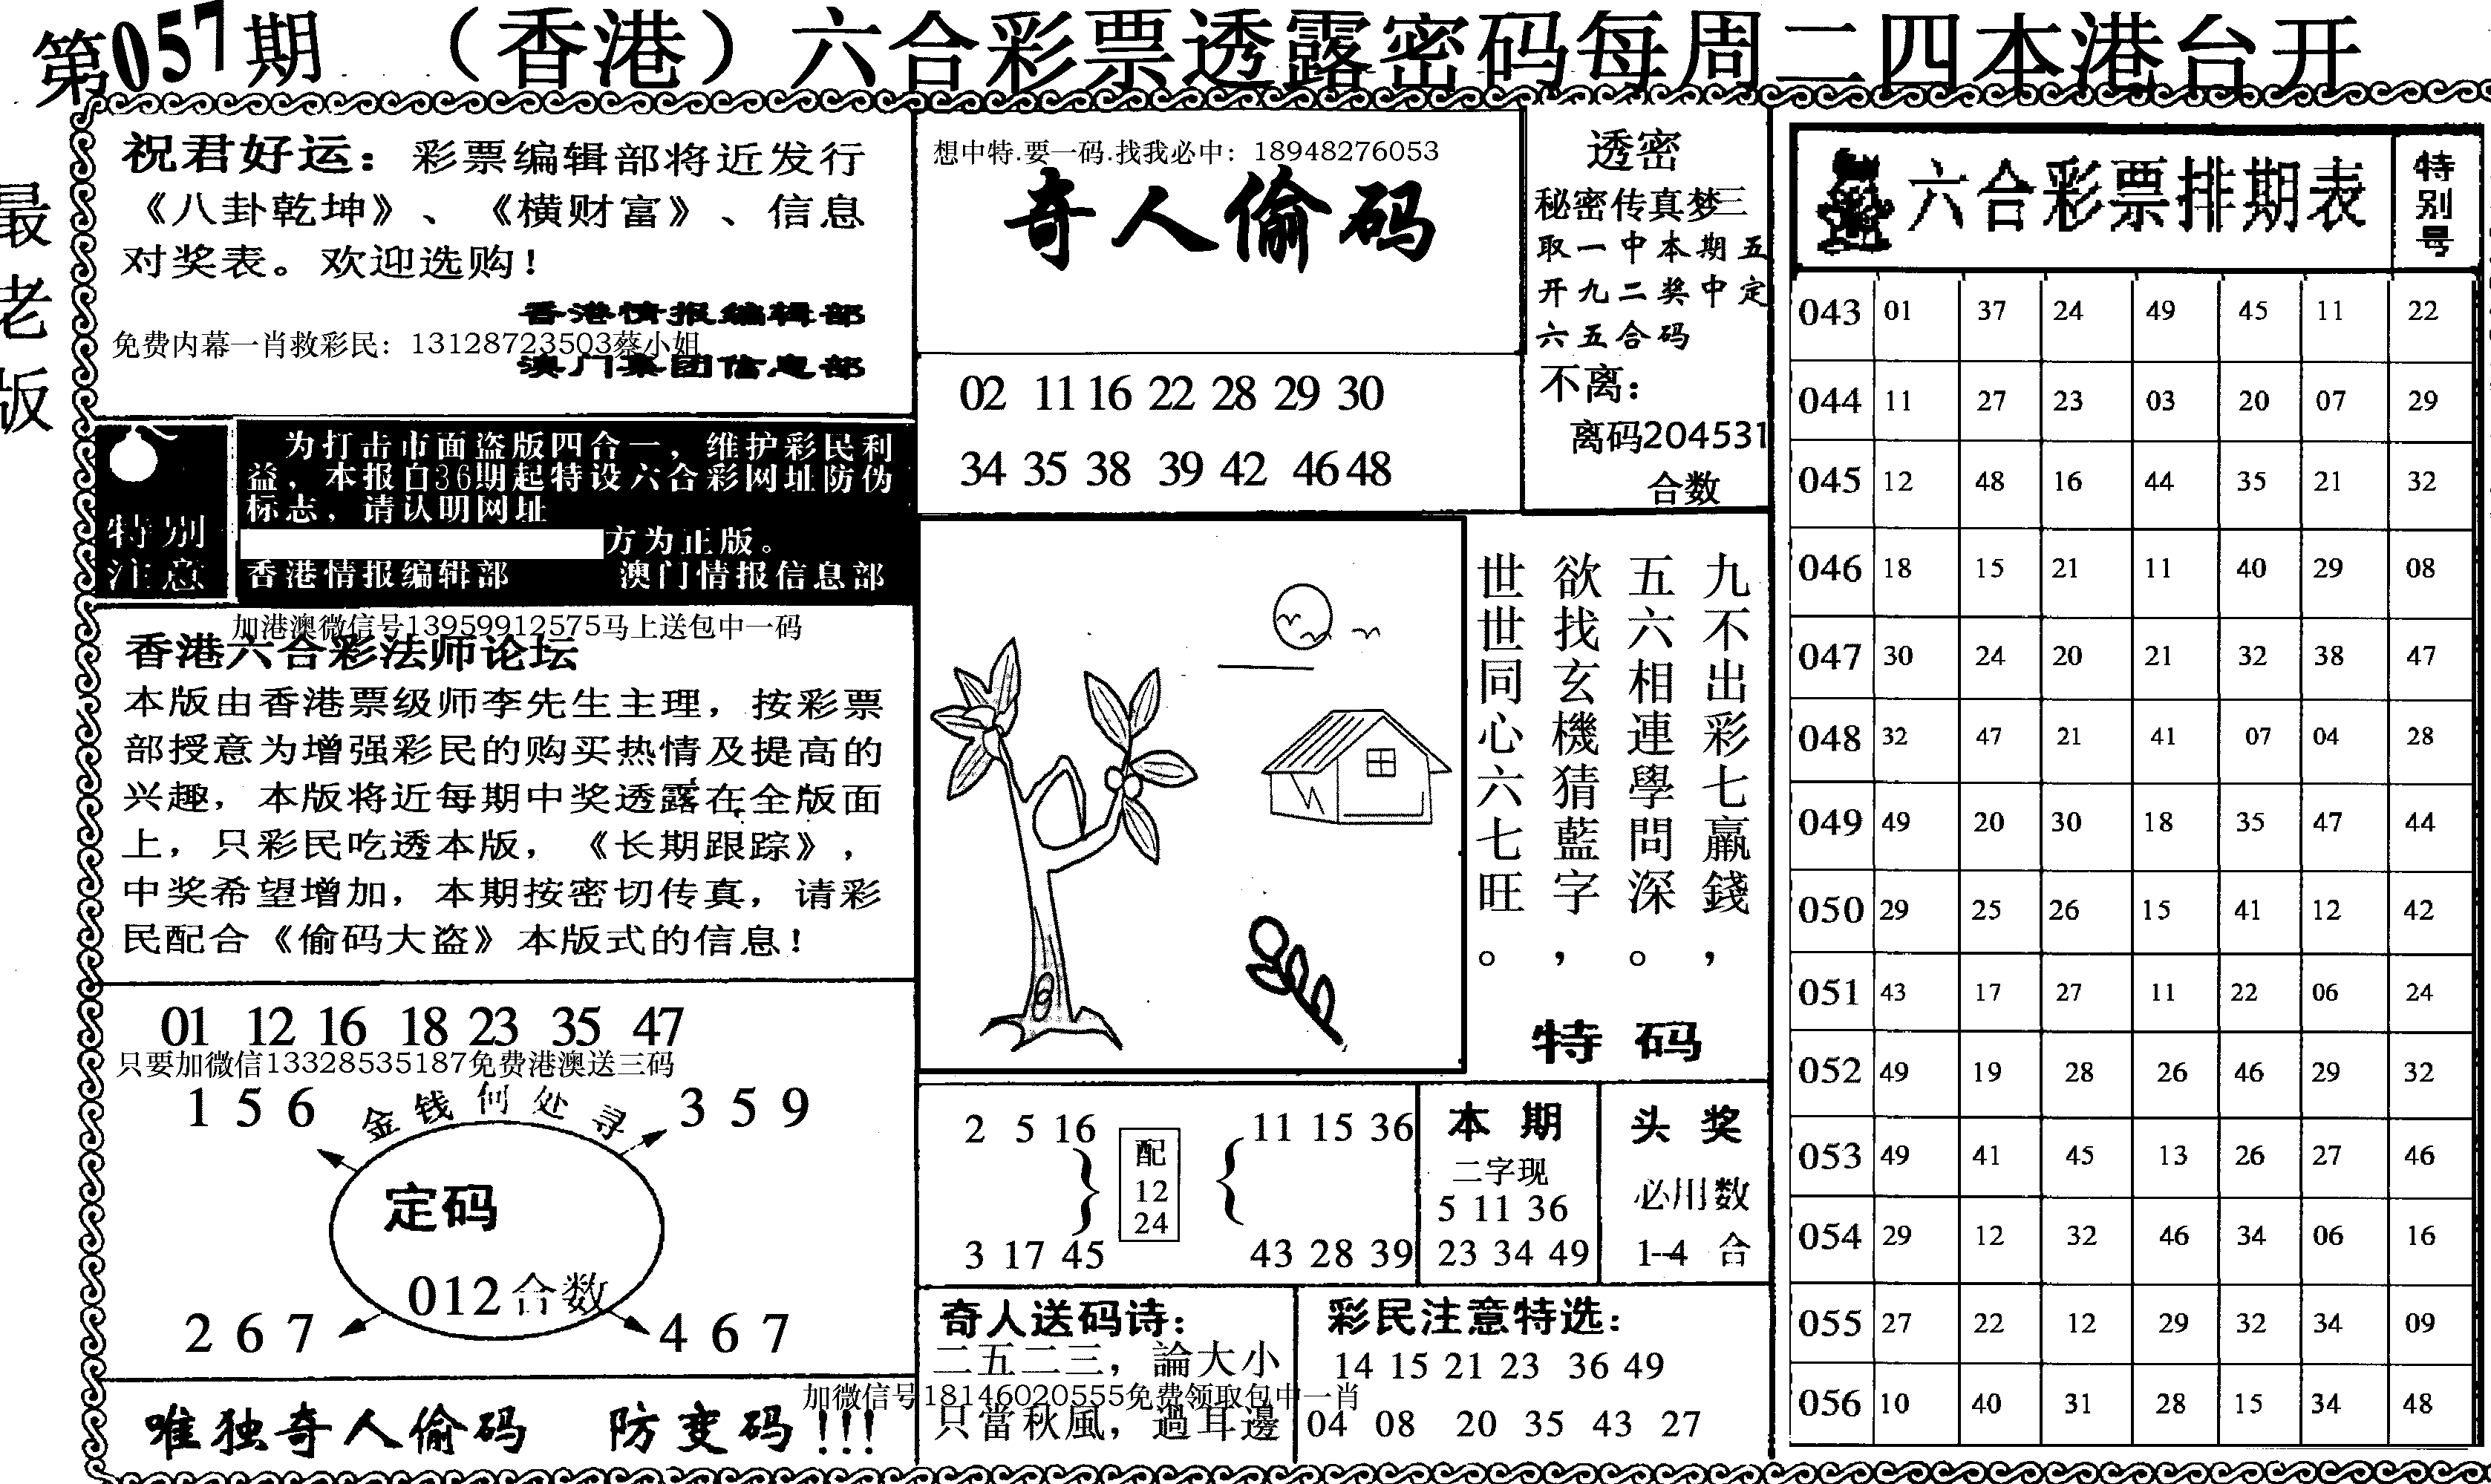 第057期 （香港）六合彩票透露密码每周二四本港台开
最老版
祝君好运：彩票编辑部将近发行
《八卦乾坤》、《横财富》、信息
对奖表。欢迎选购！
香港情报编辑部
免费内幕一肖救彩民：13128723503蔡小姐
澳门集团信息部
特别
注意
为打击市面盗版四合一，维护彩民利
益，本报自36期起特设六合彩网址防伪
标志，请认明网址
方为正版。
香港情报编辑部 澳门情报信息部
加港澳微信号13959912575马上送包中一码
香港六合彩法师论坛
本版由香港票级师李先生主理，按彩票
部授意为增强彩民的购买热情及提高的
兴趣，本版将近每期中奖透露在全版面
上，只彩民吃透本版，《长期跟踪》，
中奖希望增加，本期按密切传真，请彩
民配合《偷码大盗》本版式的信息！
01 12 16 18 23 35 47
只要加微信13328535187免费港澳送三码
156 金钱何处寻 359
定码
012合数
267 467
唯独奇人偷码 防变码!!!
想中特.要一码.找我必中：18948276053
奇人偷码
02 11 16 22 28 29 30
34 35 38 39 42 46 48
透密
秘密传真梦三
取一中本期五
开九二奖中定
六五合码
不离：
离码204531
合数
九不出彩七贏錢，
五六相連學問深。
欲找玄機猜藍字，
世世同心六七旺。
特码
2 5 16
3 17 45
配
12
24
11 15 36
43 28 39
本期
二字现
5 11 36
23 34 49
头奖
必用数
1-4 合
奇人送码诗：
二五二三，論大小
加微信号18146020555免费领取包中一肖
只當秋風，過耳邊
彩民注意特选：
14 15 21 23 36 49
04 08 20 35 43 27
六合彩票排期表 特别号
043 01 37 24 49 45 11 22
044 11 27 23 03 20 07 29
045 12 48 16 44 35 21 32
046 18 15 21 11 40 29 08
047 30 24 20 21 32 38 47
048 32 47 21 41 07 04 28
049 49 20 30 18 35 47 44
050 29 25 26 15 41 12 42
051 43 17 27 11 22 06 24
052 49 19 28 26 46 29 32
053 49 41 45 13 26 27 46
054 29 12 32 46 34 06 16
055 27 22 12 29 32 34 09
056 10 40 31 28 15 34 48